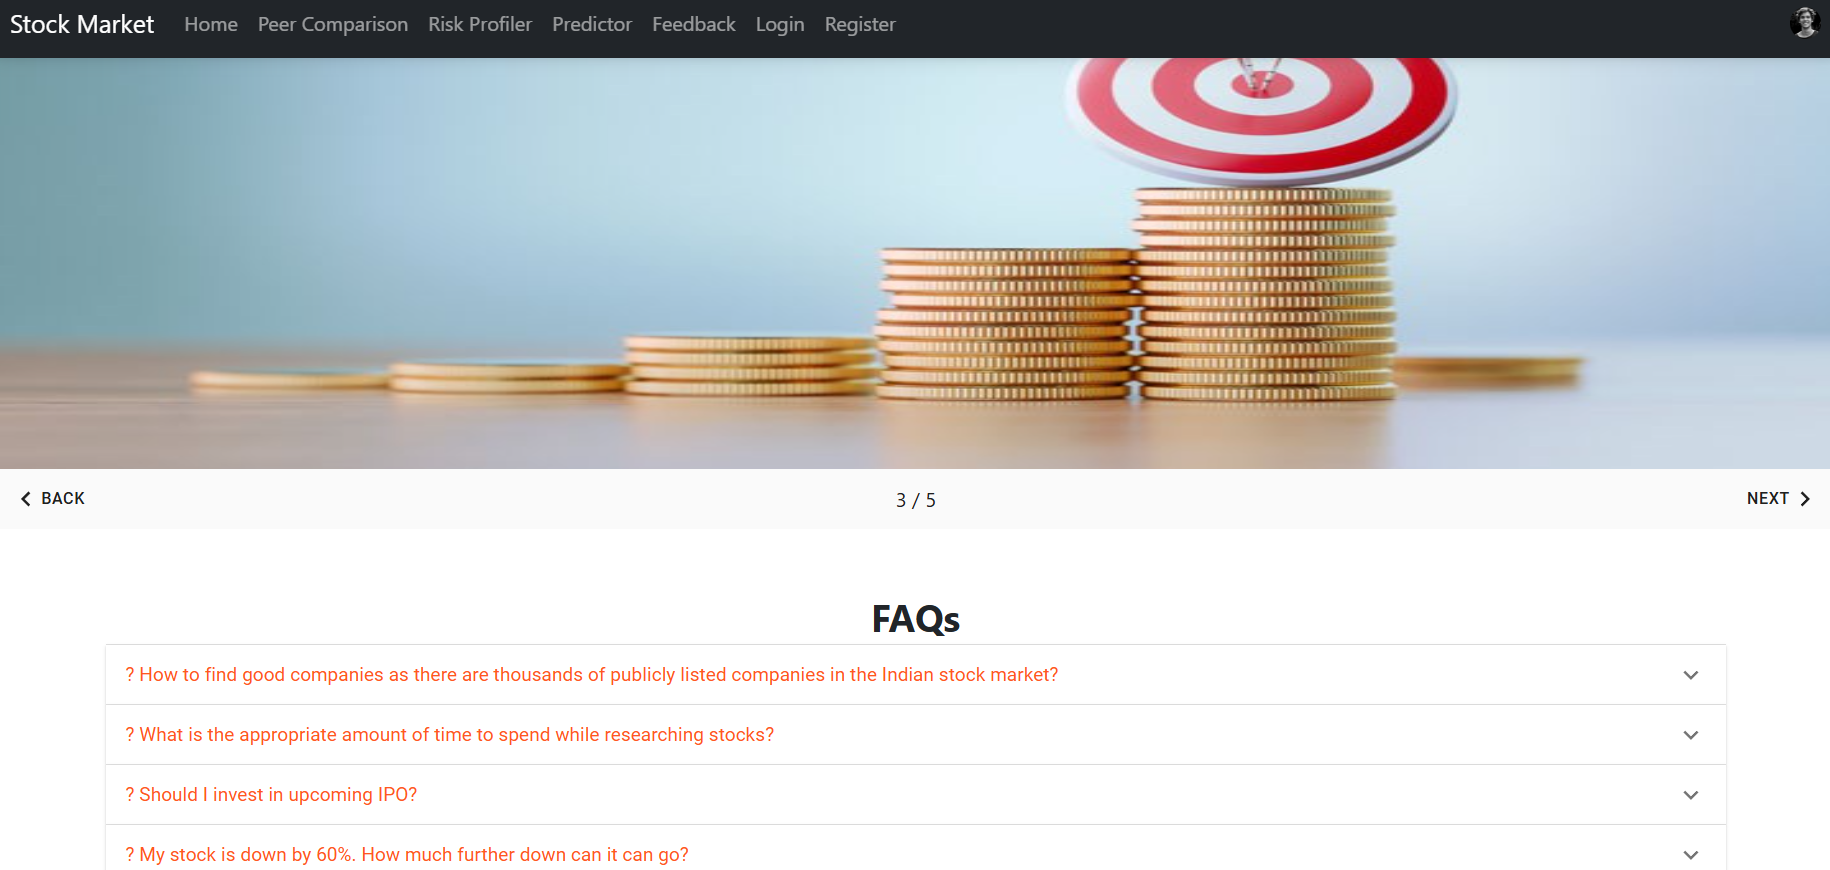 Stock Market Home Peer Comparison Risk Profiler Predictor Feedback Login Register
BACK 3 / 5 NEXT
FAQs
? How to find good companies as there are thousands of publicly listed companies in the Indian stock market?
? What is the appropriate amount of time to spend while researching stocks?
? Should I invest in upcoming IPO?
? My stock is down by 60%. How much further down can it can go?